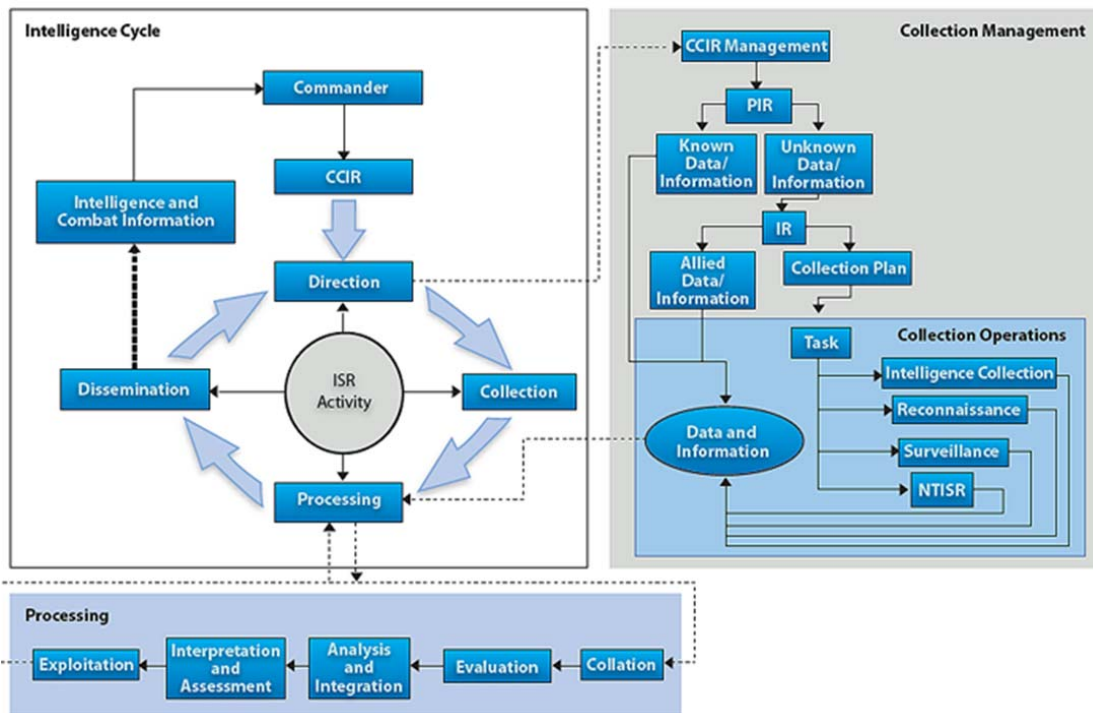 Intelligence Cycle
Commander
CCIR
Intelligence and
Combat Information
Direction
ISR
Activity
Dissemination
Collection
Processing
Collection Management
CCIR Management
PIR
Known
Data/
Information
Unknown
Data/
Information
IR
Allied
Data/
Information
Collection Plan
Collection Operations
Task
Intelligence Collection
Reconnaissance
Surveillance
NTISR
Data and
Information
Processing
Exploitation
Interpretation
and
Assessment
Analysis
and
Integration
Evaluation
Collation